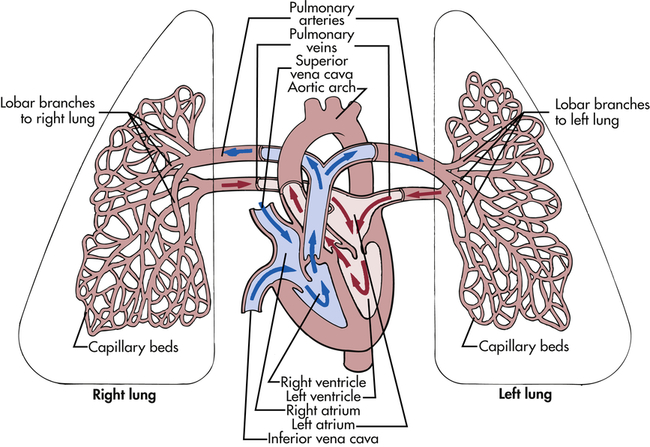 Pulmonary
arteries
Pulmonary
veins
Superior
vena cava
Aortic arch
Lobar branches
to right lung
Lobar branches
to left lung
Capillary beds
Capillary beds
Right lung
Left lung
Right ventricle
Left ventricle
Right atrium
Left atrium
Inferior vena cava